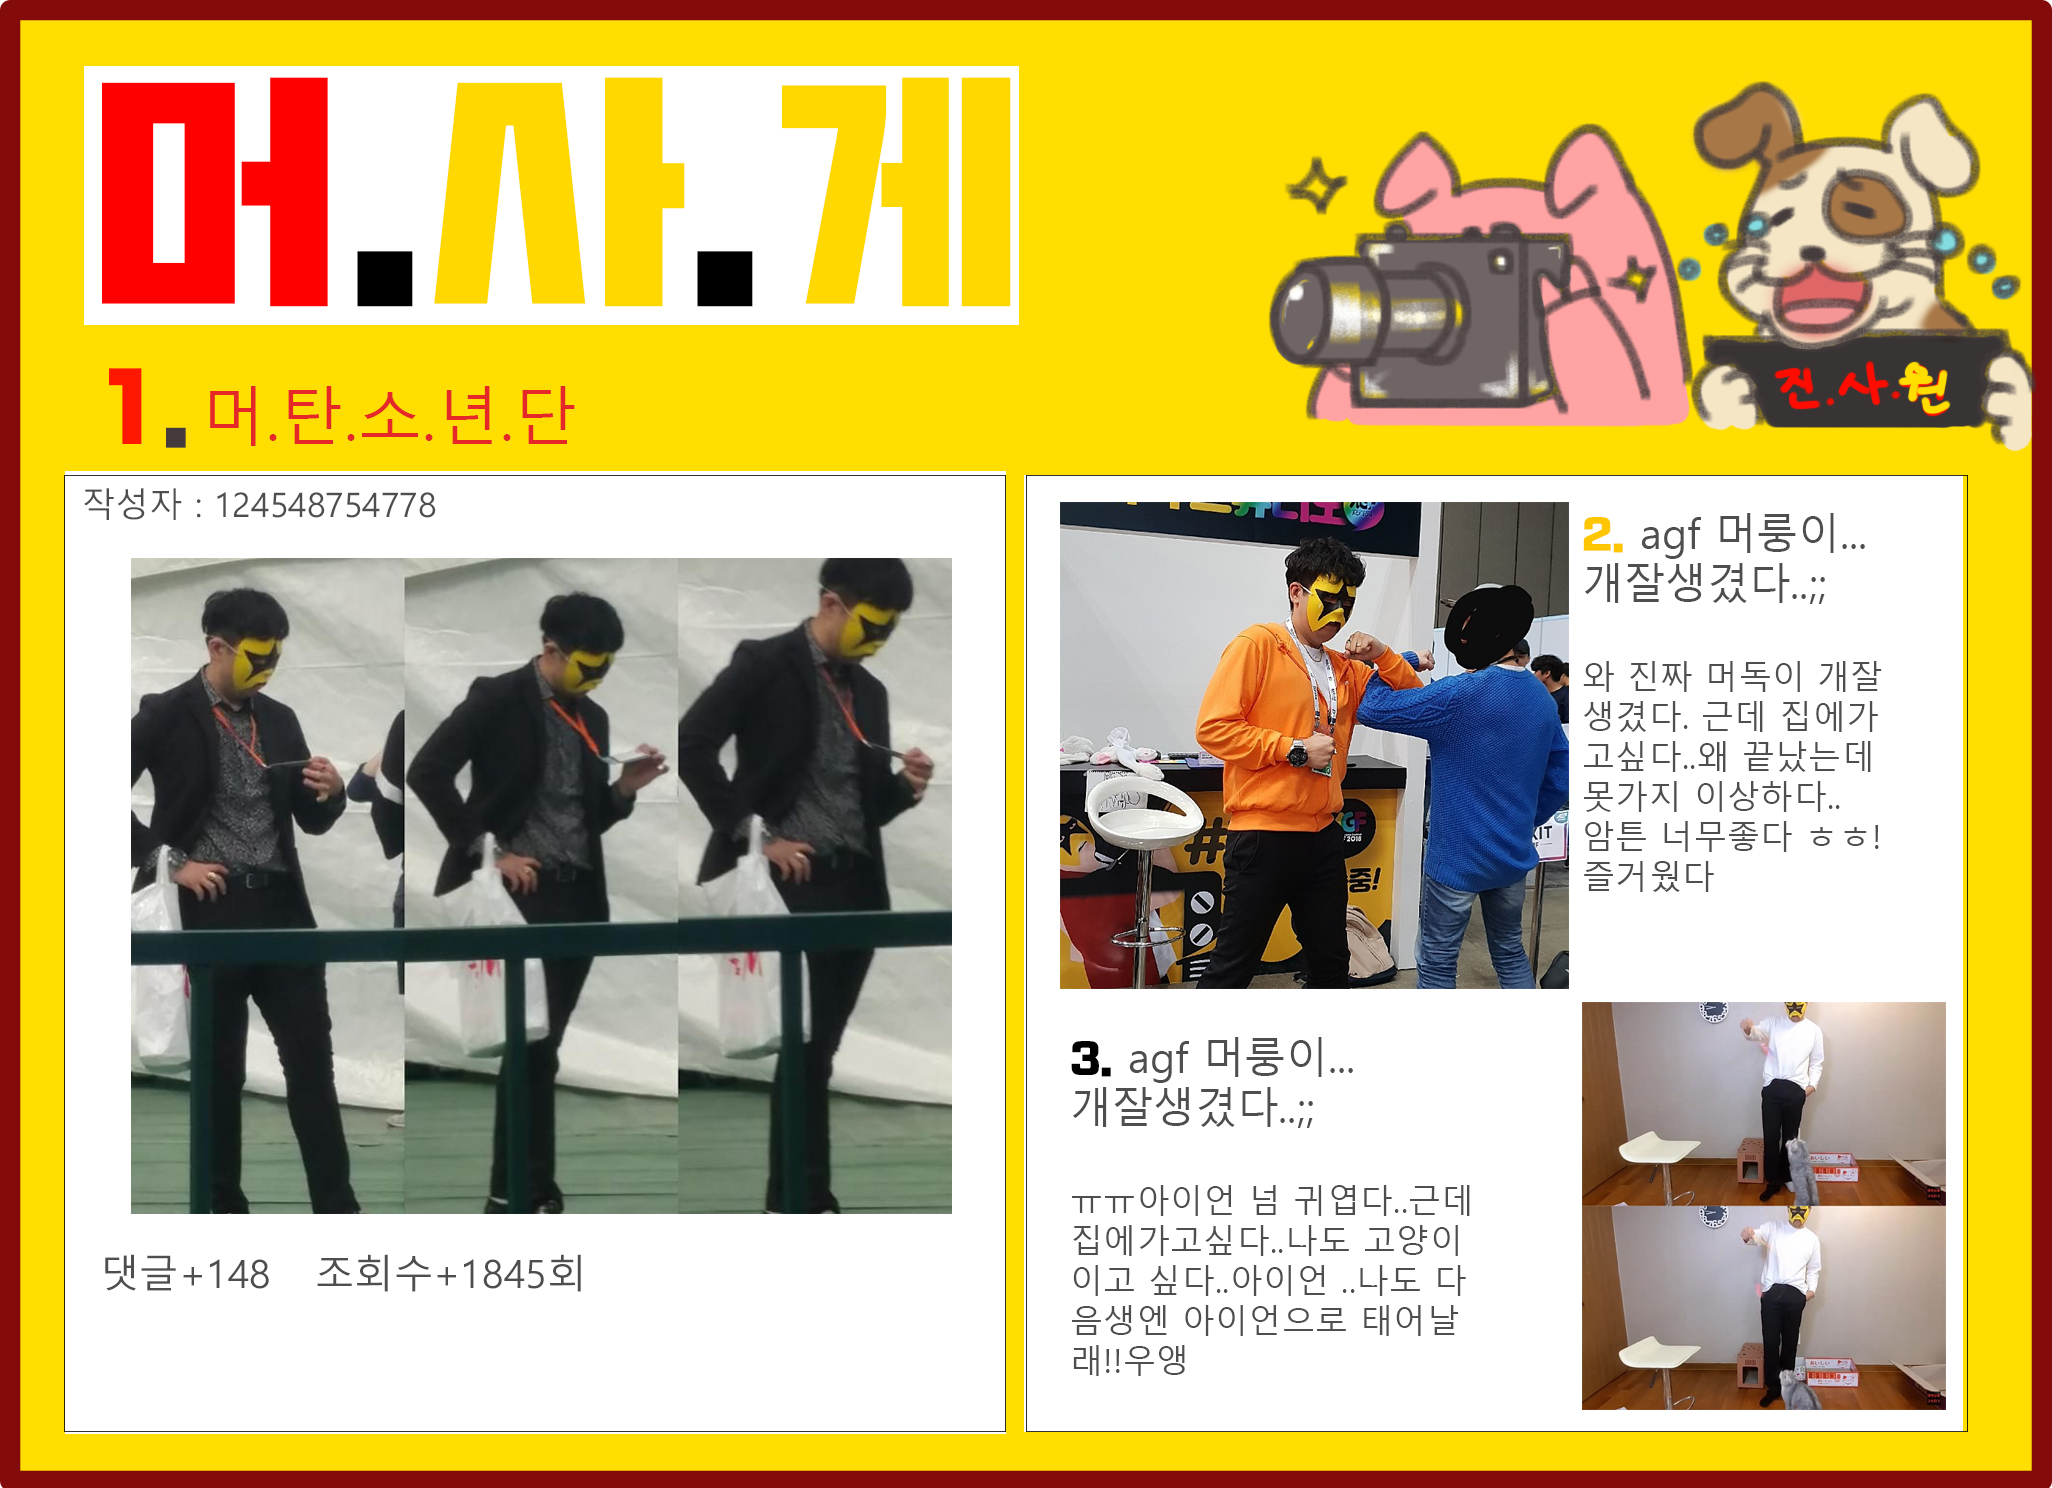 머.사.게
진.사.원
1. 머.탄.소.년.단
작성자 : 124548754778
댓글+148 조회수+1845회
2. agf 머룽이...
개잘생겼다..;;
와 진짜 머독이 개잘
생겼다. 근데 집에가
고싶다..왜 끝났는데
못가지 이상하다..
암튼 너무좋다 ㅎㅎ!
즐거웠다
#
중!
2018
3. agf 머룽이...
개잘생겼다..;;
ㅠㅠ아이언 넘 귀엽다..근데
집에가고싶다..나도 고양이
이고 싶다..아이언 ..나도 다
음생엔 아이언으로 태어날
래!!우앵
おいしい